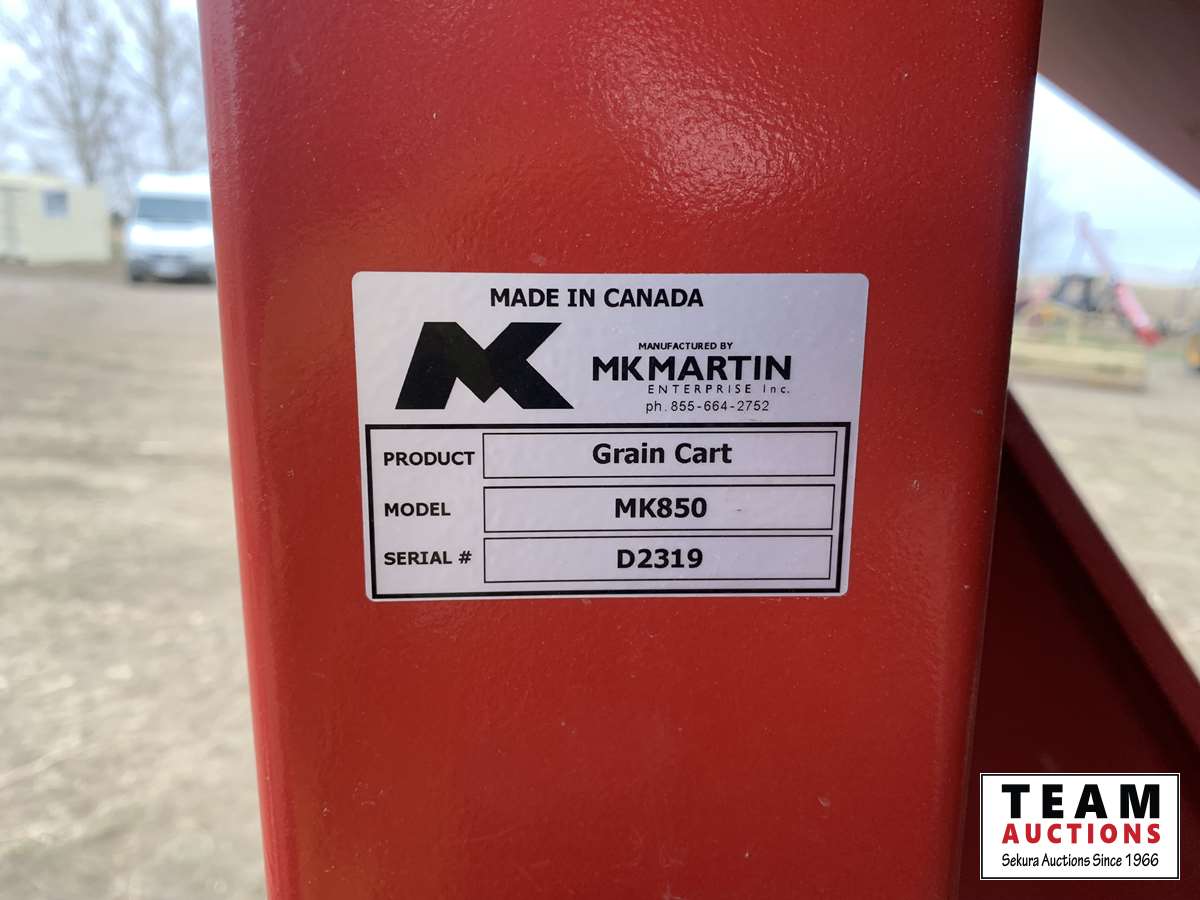 MADE IN CANADA
MK
MANUFACTURED BY
MKMARTIN
ENTERPRISE Inc.
ph. 855-664-2752
PRODUCT Grain Cart
MODEL MK850
SERIAL # D2319
TEAM
AUCTIONS
Sekura Auctions Since 1966